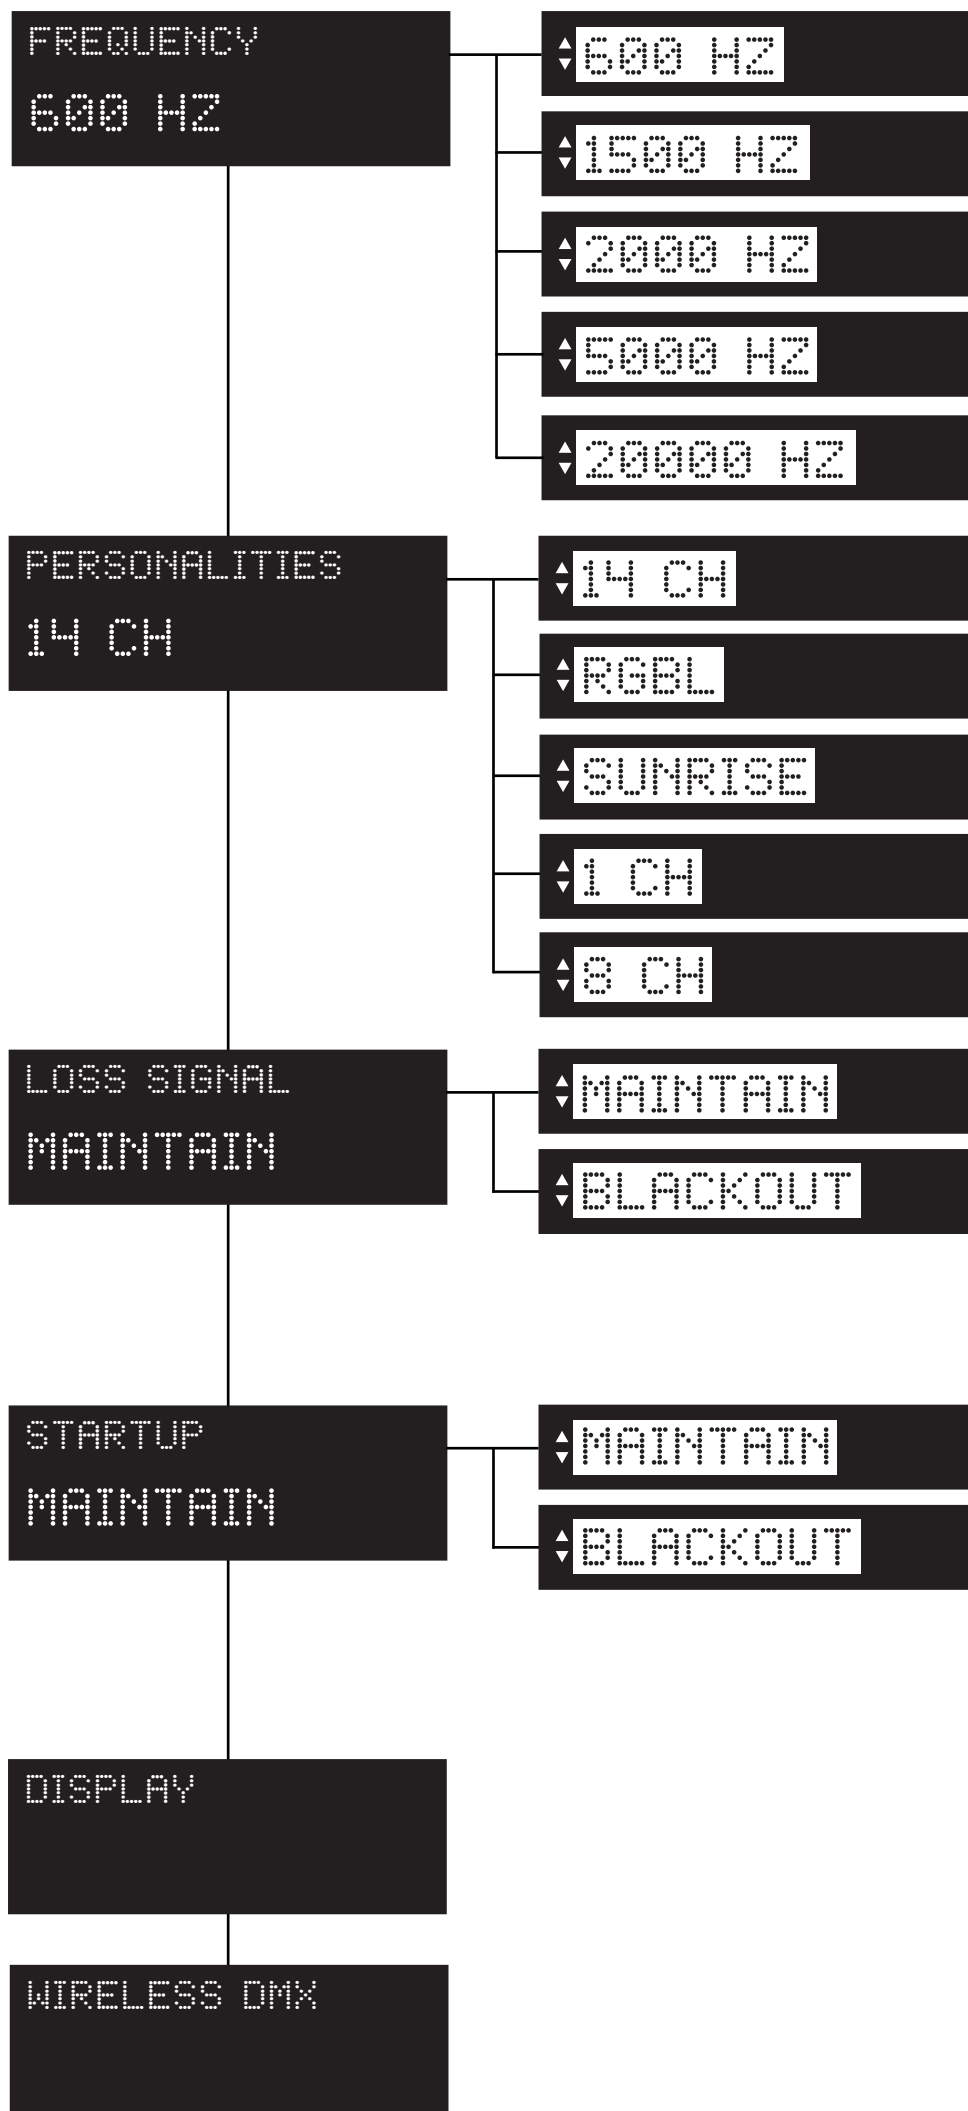 FREQUENCY
600 HZ
600 HZ
1500 HZ
2000 HZ
5000 HZ
20000 HZ
PERSONALITIES
14 CH
14 CH
RGBL
SUNRISE
1 CH
8 CH
LOSS SIGNAL
MAINTAIN
MAINTAIN
BLACKOUT
STARTUP
MAINTAIN
MAINTAIN
BLACKOUT
DISPLAY
WIRELESS DMX